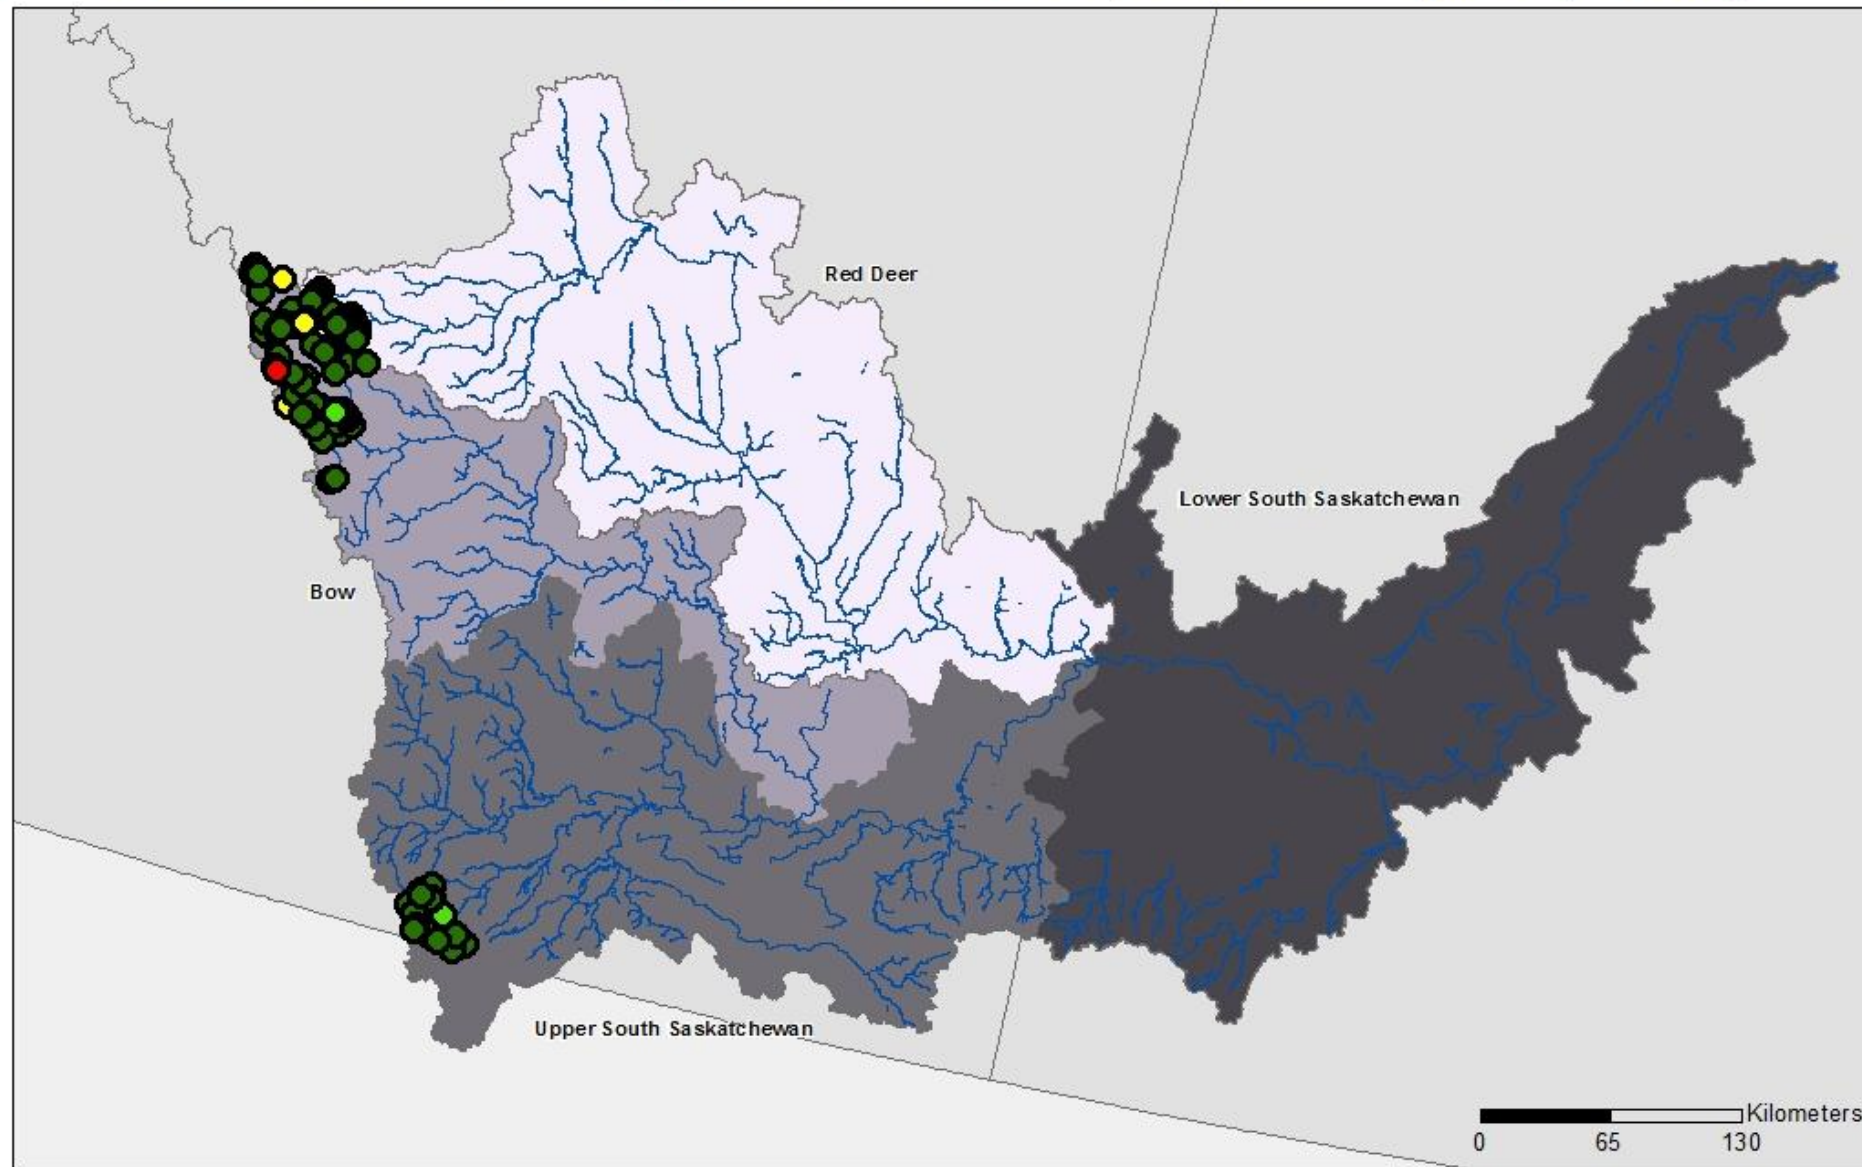 Red Deer
Lower South Saskatchewan
Bow
Upper South Saskatchewan
Kilometers
0 65 130